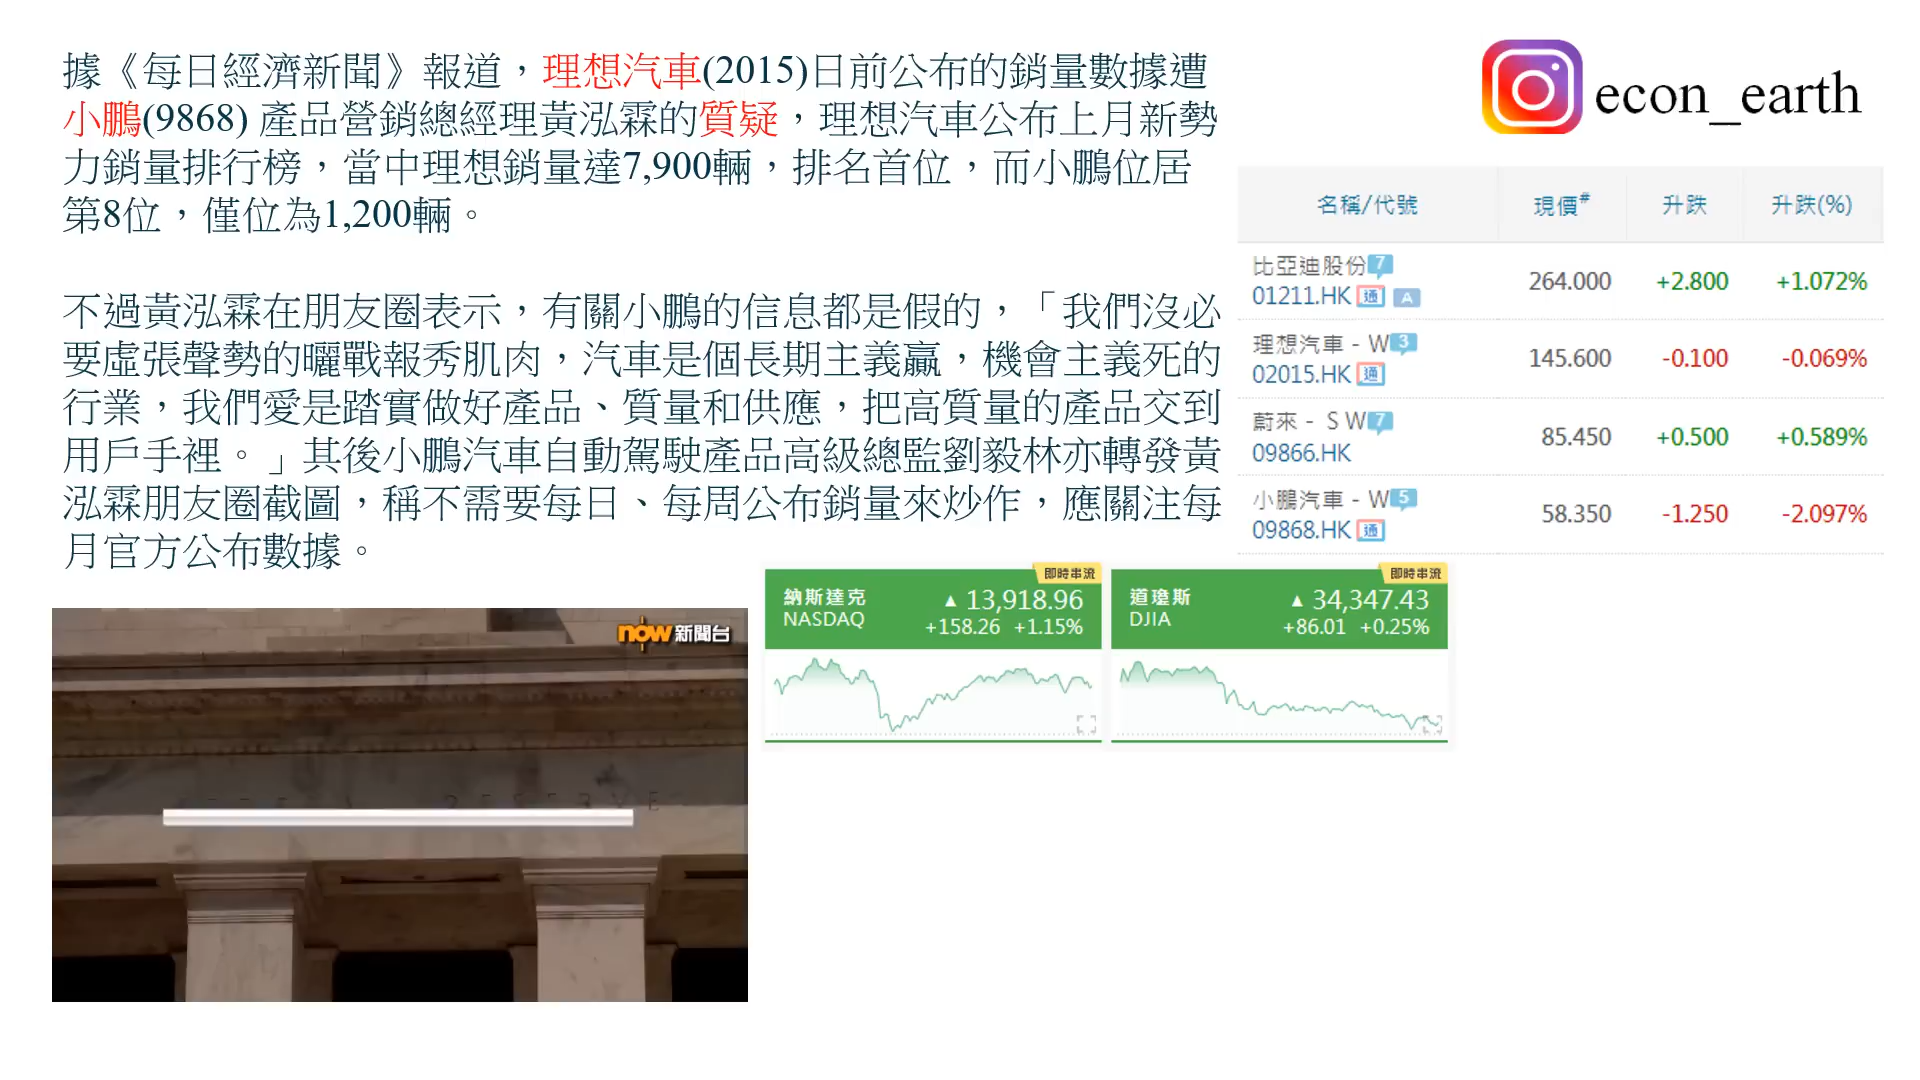 據《每日經濟新聞》報道，理想汽車(2015)日前公布的銷量數據遭
小鵬(9868) 產品營銷總經理黃泓霖的質疑，理想汽車公布上月新勢
力銷量排行榜，當中理想銷量達7,900輛，排名首位，而小鵬位居
第8位，僅位為1,200輛。
不過黃泓霖在朋友圈表示，有關小鵬的信息都是假的，「我們沒必
要虛張聲勢的曬戰報秀肌肉，汽車是個長期主義贏，機會主義死的
行業，我們愛是踏實做好產品、質量和供應，把高質量的產品交到
用戶手裡。」其後小鵬汽車自動駕駛產品高級總監劉毅林亦轉發黃
泓霖朋友圈截圖，稱不需要每日、每周公布銷量來炒作，應關注每
月官方公布數據。
econ_earth
名稱/代號 現價# 升跌 升跌(%)
比亞迪股份 7
01211.HK 通 A 264.000 +2.800 +1.072%
理想汽車－W 3
02015.HK 通 145.600 -0.100 -0.069%
蔚來－ＳＷ 7
09866.HK 85.450 +0.500 +0.589%
小鵬汽車－W 5
09868.HK 通 58.350 -1.250 -2.097%
即時串流
納斯達克 ▲ 13,918.96
NASDAQ +158.26 +1.15%
即時串流
道瓊斯 ▲ 34,347.43
DJIA +86.01 +0.25%
now 新聞台